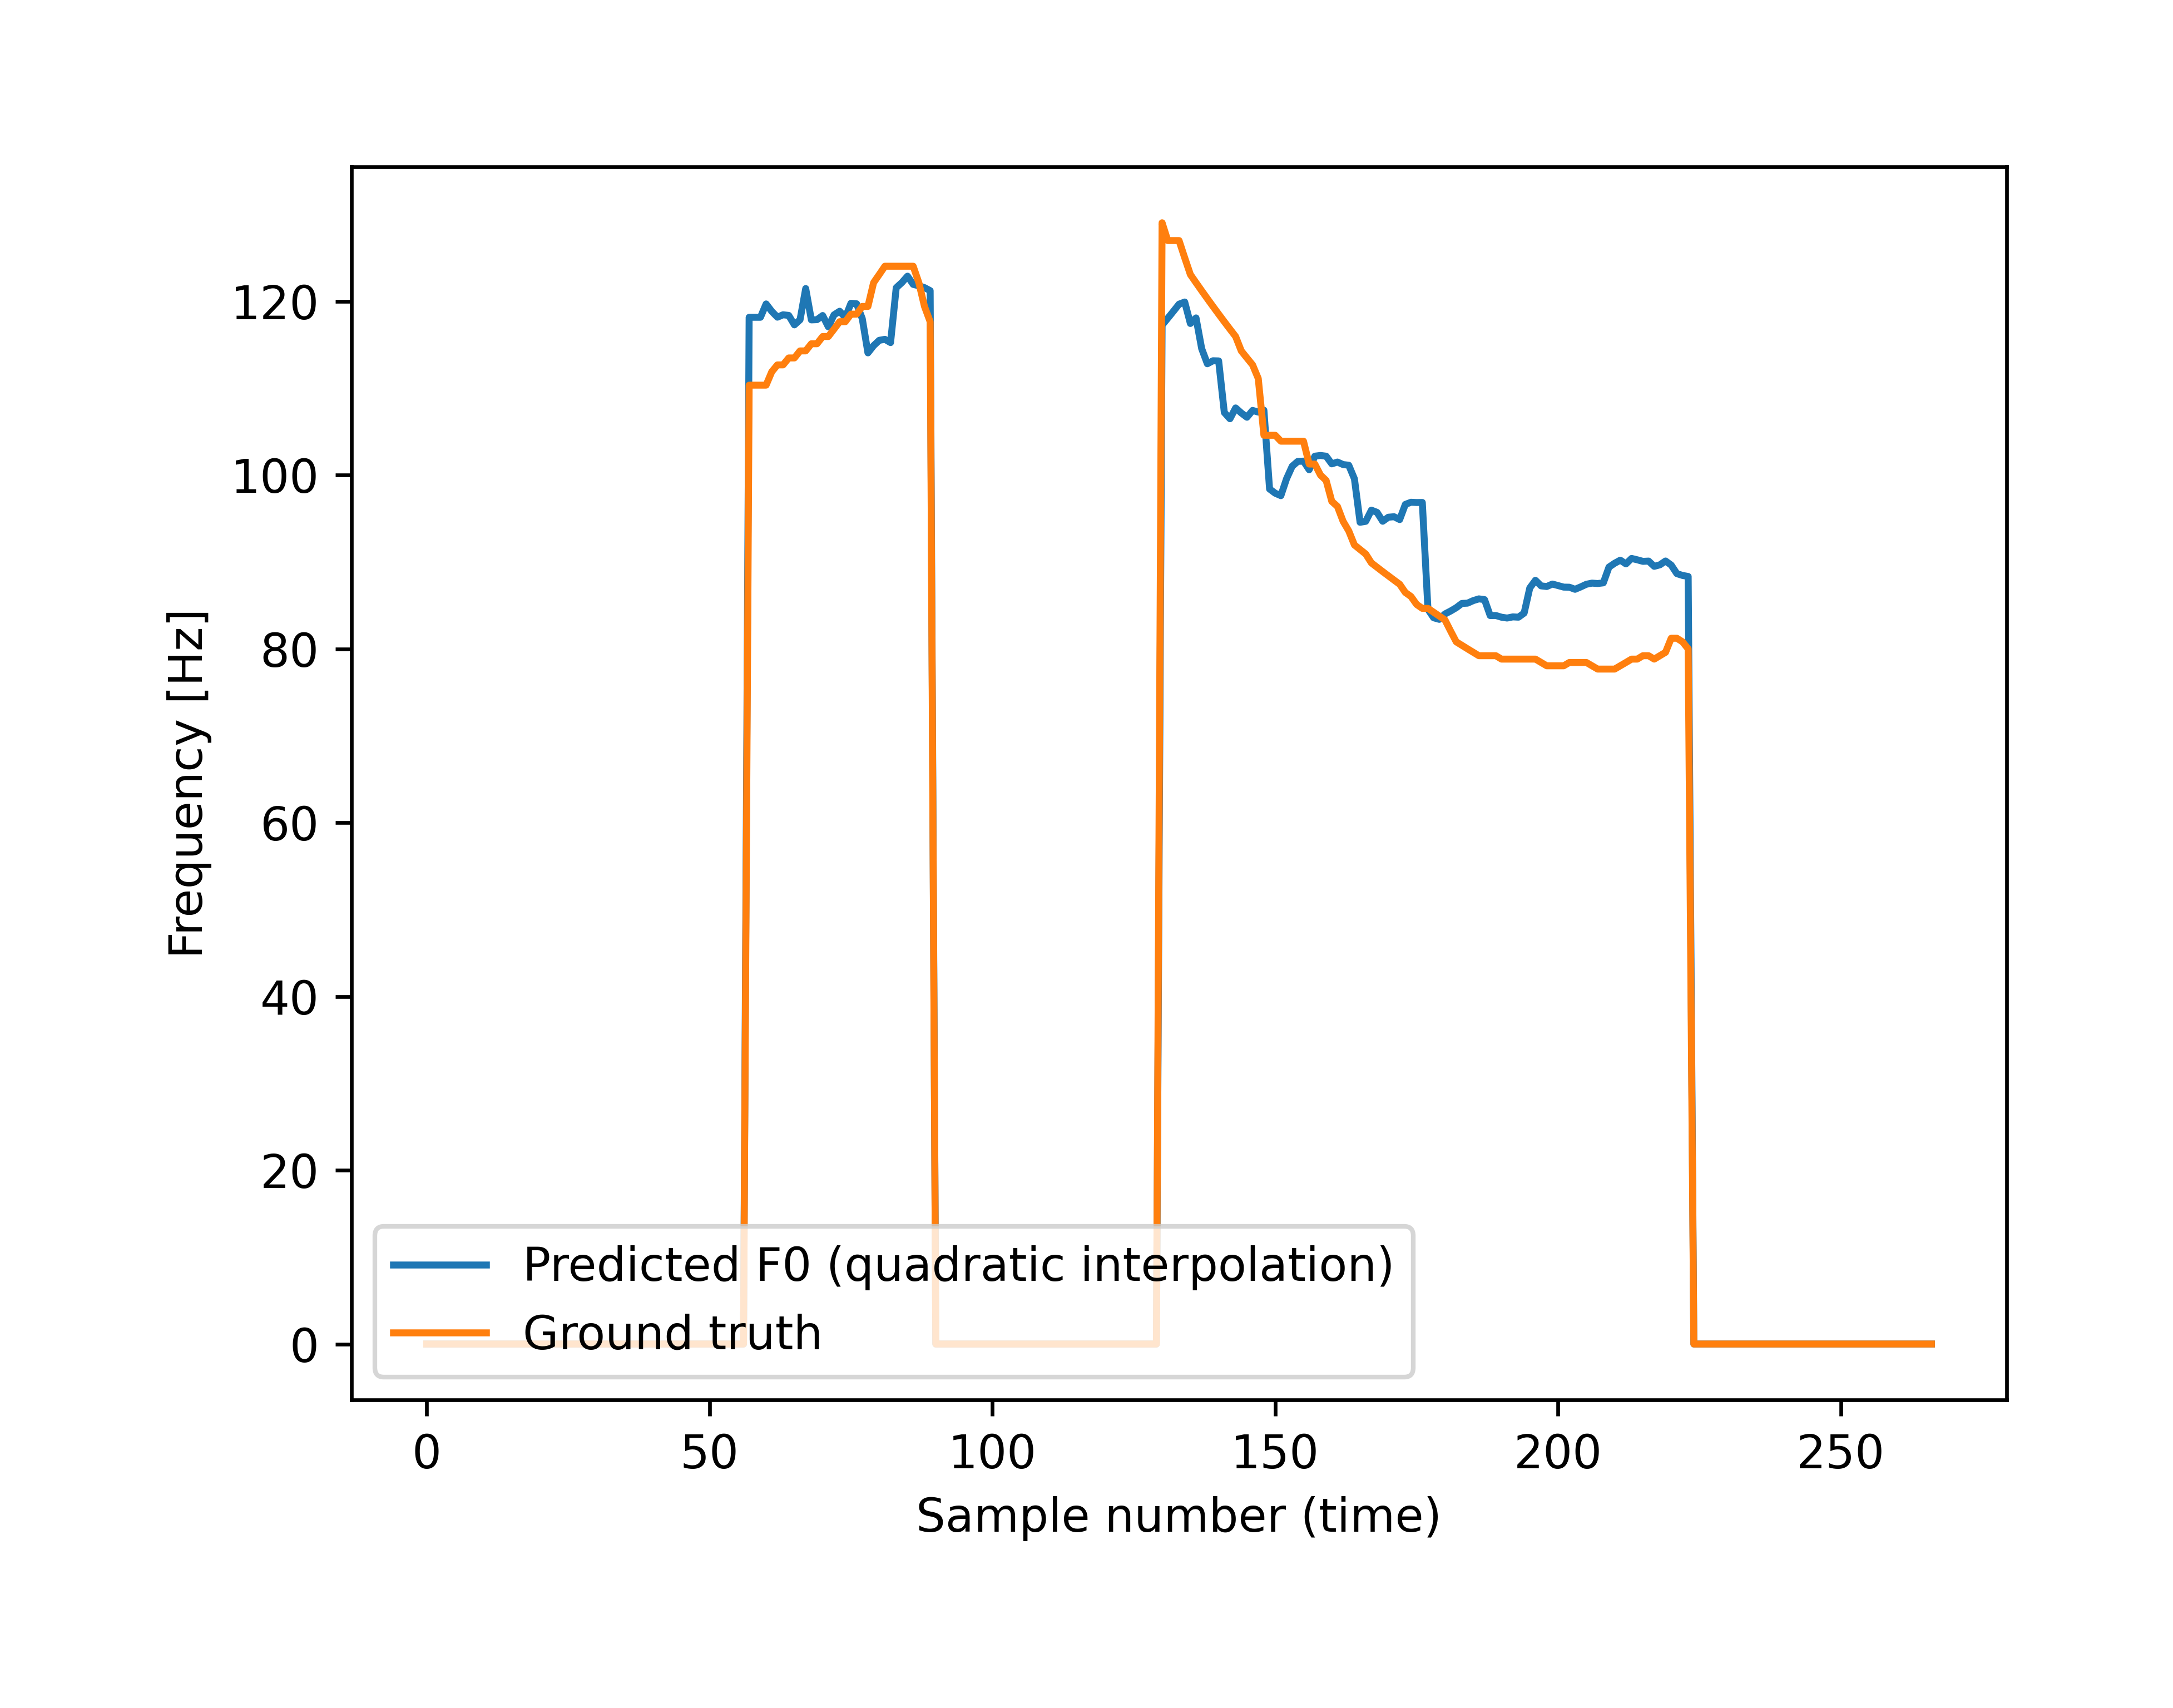 120
100
80
60
40
20
0
Frequency [Hz]
Predicted F0 (quadratic interpolation)
Ground truth
0 50 100 150 200 250
Sample number (time)